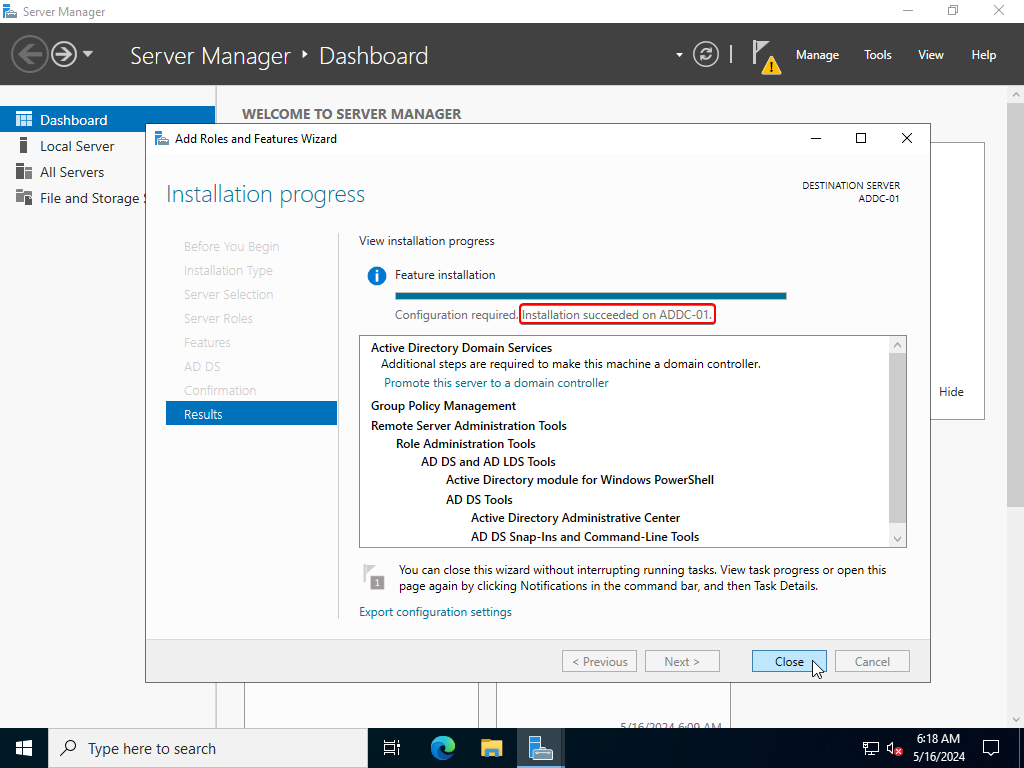 Server Manager
Server Manager ‣ Dashboard
Manage
Tools
View
Help
Dashboard
Local Server
All Servers
File and Storage
WELCOME TO SERVER MANAGER
Add Roles and Features Wizard
Installation progress
DESTINATION SERVER
ADDC-01
Before You Begin
Installation Type
Server Selection
Server Roles
Features
AD DS
Confirmation
Results
View installation progress
Feature installation
Configuration required. Installation succeeded on ADDC-01.
Active Directory Domain Services
Additional steps are required to make this machine a domain controller.
Promote this server to a domain controller
Group Policy Management
Remote Server Administration Tools
Role Administration Tools
AD DS and AD LDS Tools
Active Directory module for Windows PowerShell
AD DS Tools
Active Directory Administrative Center
AD DS Snap-Ins and Command-Line Tools
1
You can close this wizard without interrupting running tasks. View task progress or open this
page again by clicking Notifications in the command bar, and then Task Details.
Export configuration settings
< Previous
Next >
Close
Cancel
Hide
5/16/2024 6:09 AM
Type here to search
6:18 AM
5/16/2024